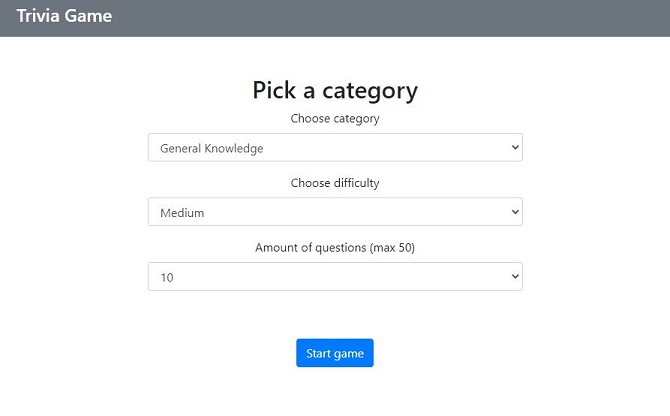 Trivia Game
Pick a category
Choose category
General Knowledge
Choose difficulty
Medium
Amount of questions (max 50)
10
Start game